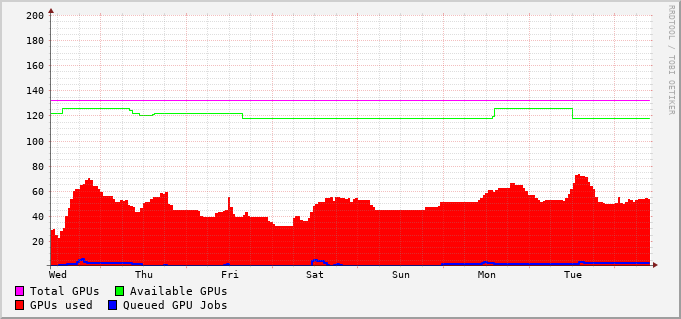 200
180
160
140
120
100
80
60
40
20
Wed Thu Fri Sat Sun Mon Tue
Total GPUs Available GPUs
GPUs used Queued GPU Jobs
RRDTOOL / TOBI OETIKER